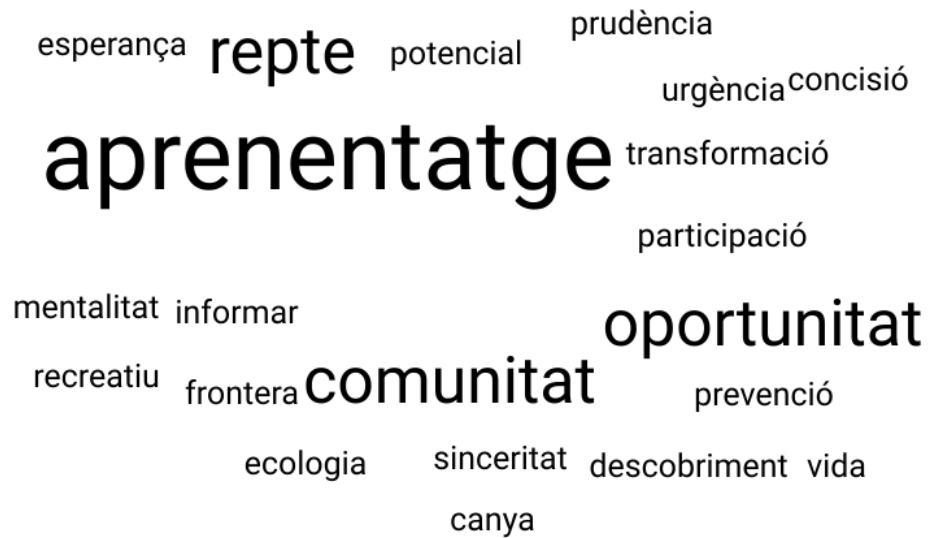 prudència
esperança repte potencial
urgència concisió
aprenentatge transformació
participació
mentalitat informar
oportunitat
recreatiu frontera comunitat prevenció
ecologia sinceritat descobriment vida
canya